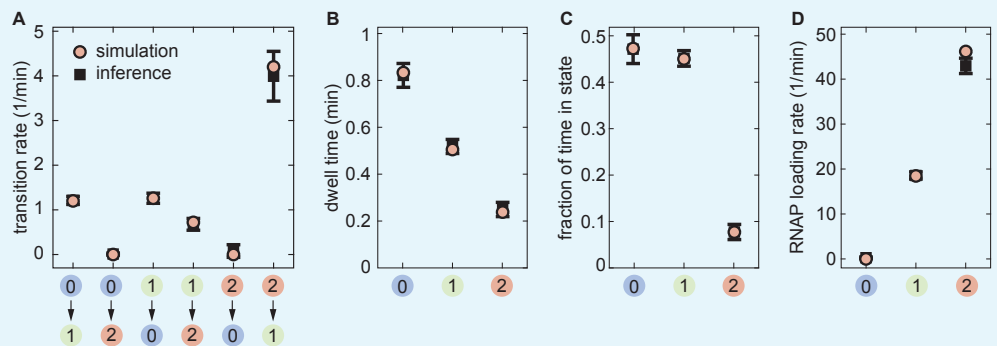 A
transition rate (1/min)
5
4
3
2
1
0
simulation
inference
0 0 1 1 2 2
1 2 0 2 0 1
B
dwell time (min)
1
0.8
0.6
0.4
0.2
0
0 1 2
C
fraction of time in state
0.5
0.4
0.3
0.2
0.1
0.0
0 1 2
D
RNAP loading rate (1/min)
50
40
30
20
10
0
0 1 2